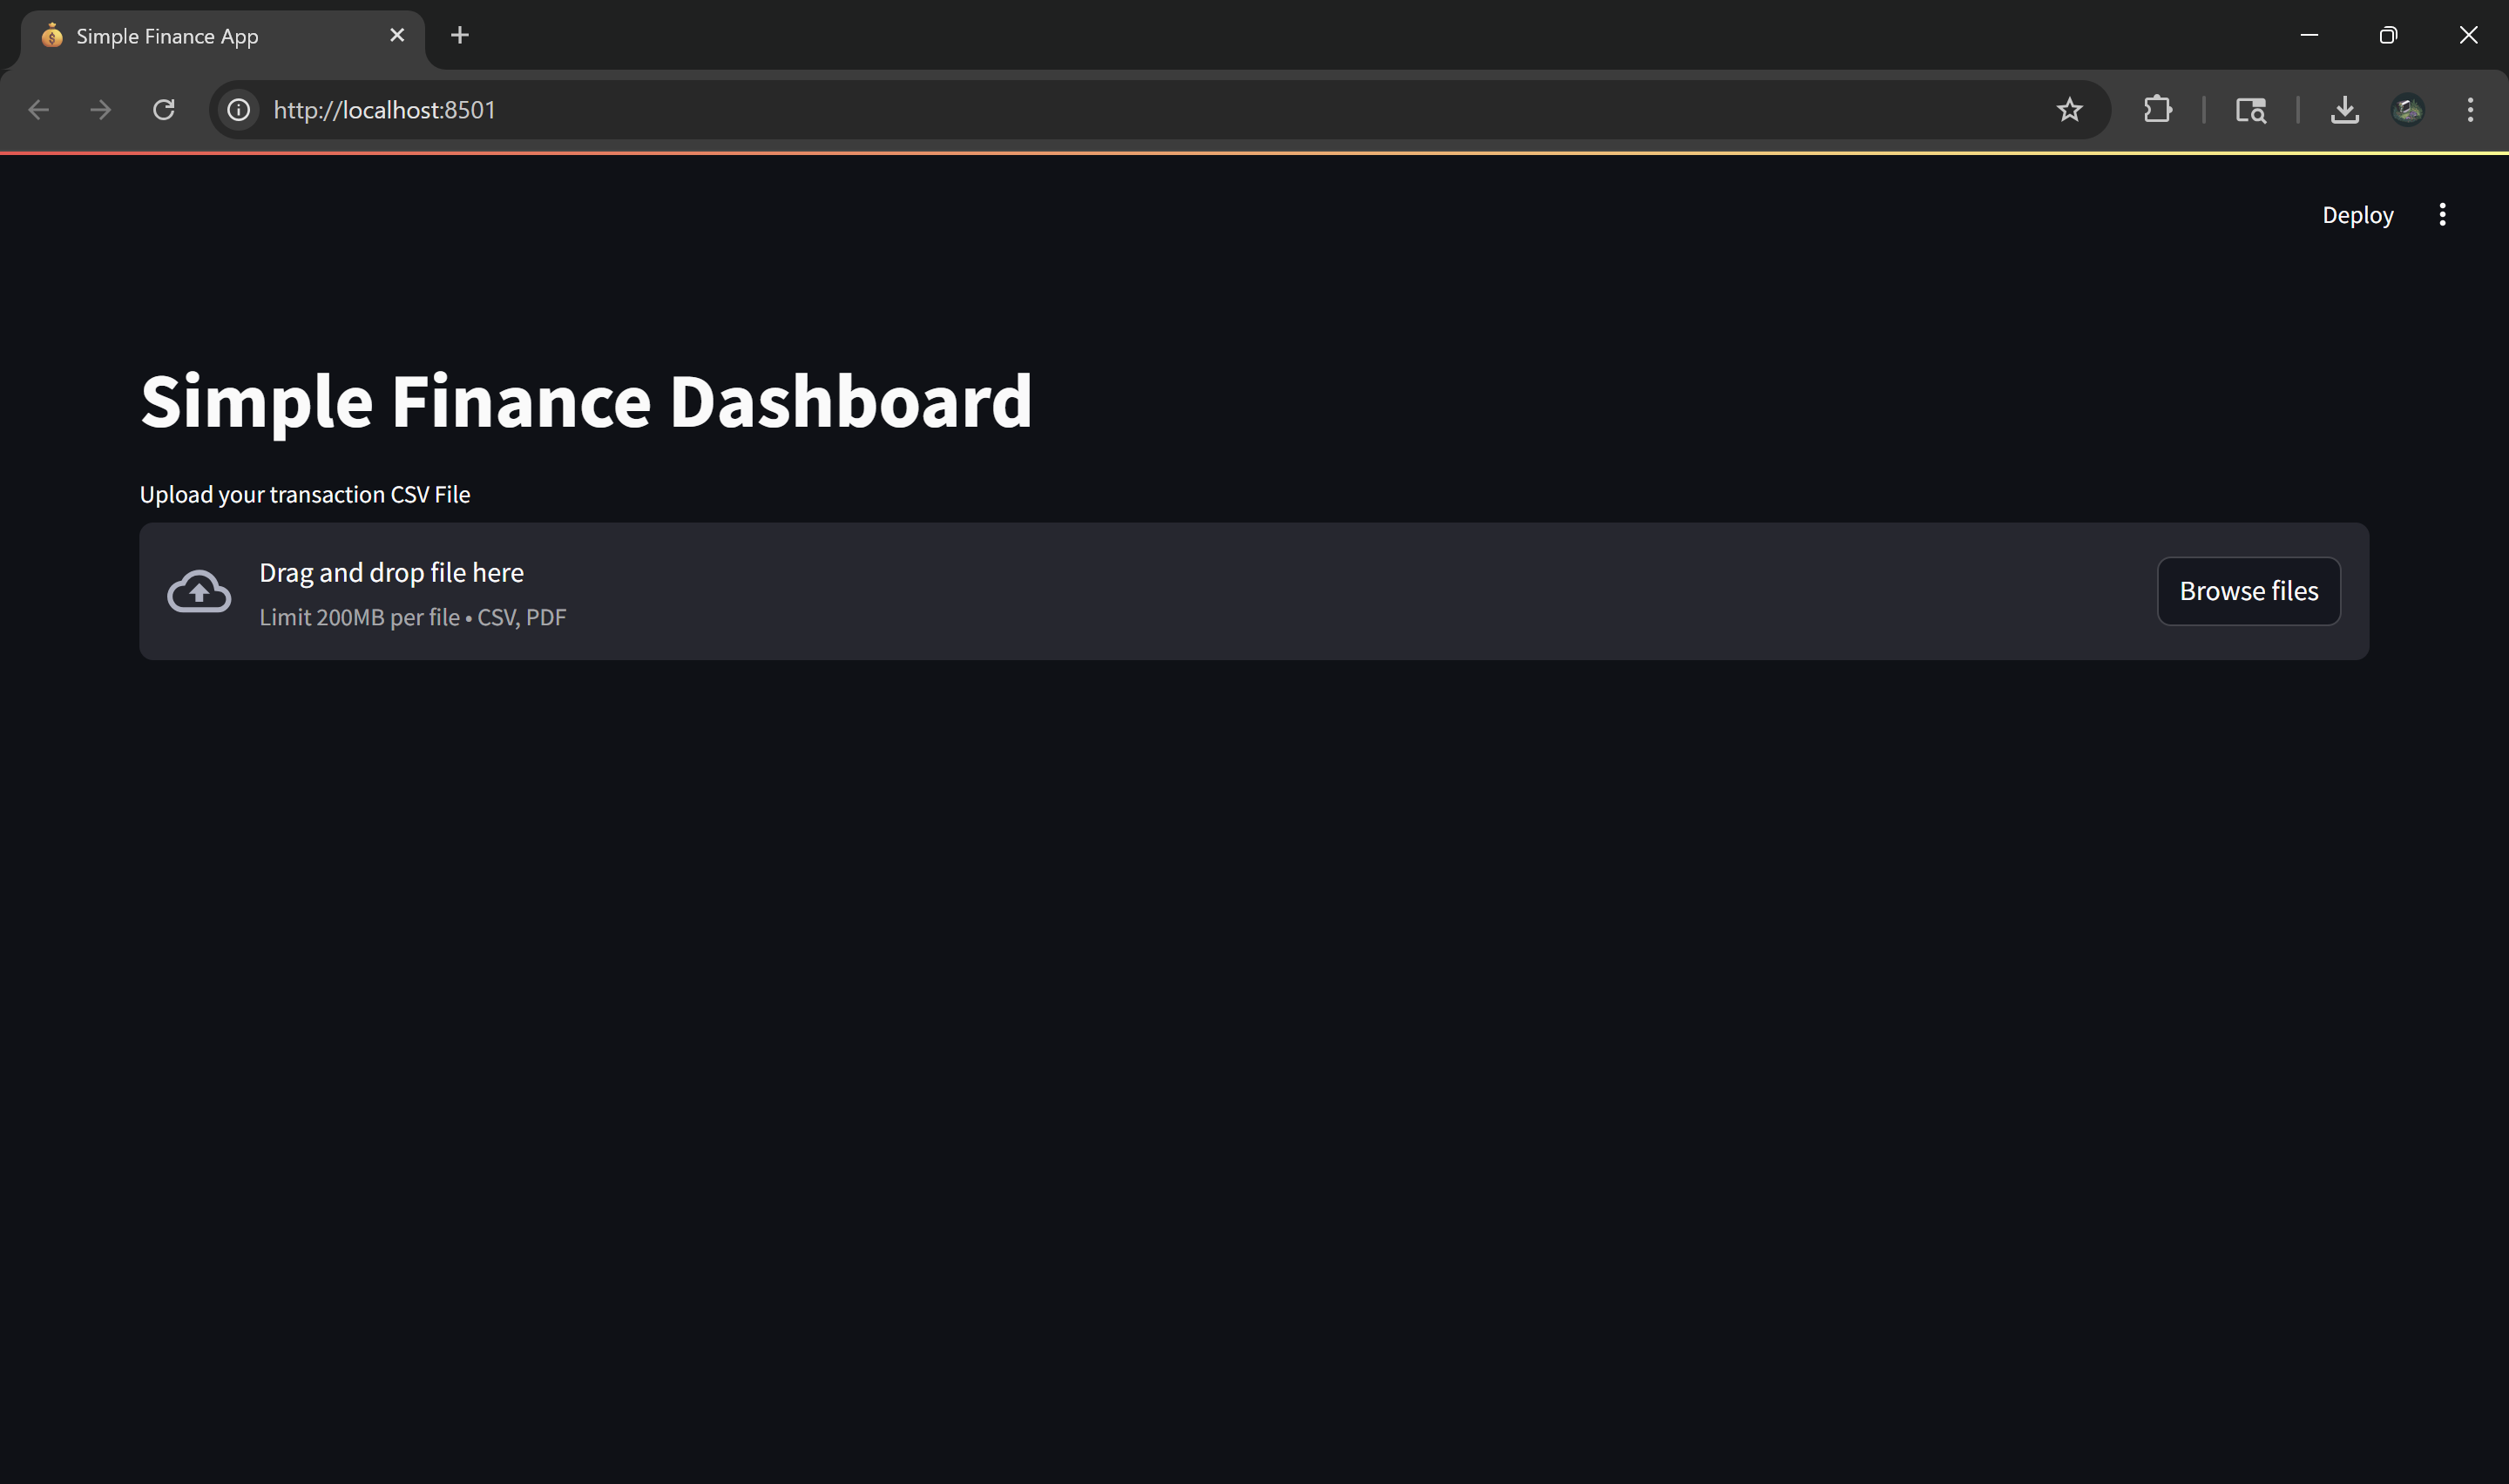 Simple Finance App
http://localhost:8501
Deploy
Simple Finance Dashboard
Upload your transaction CSV File
Drag and drop file here
Limit 200MB per file • CSV, PDF
Browse files